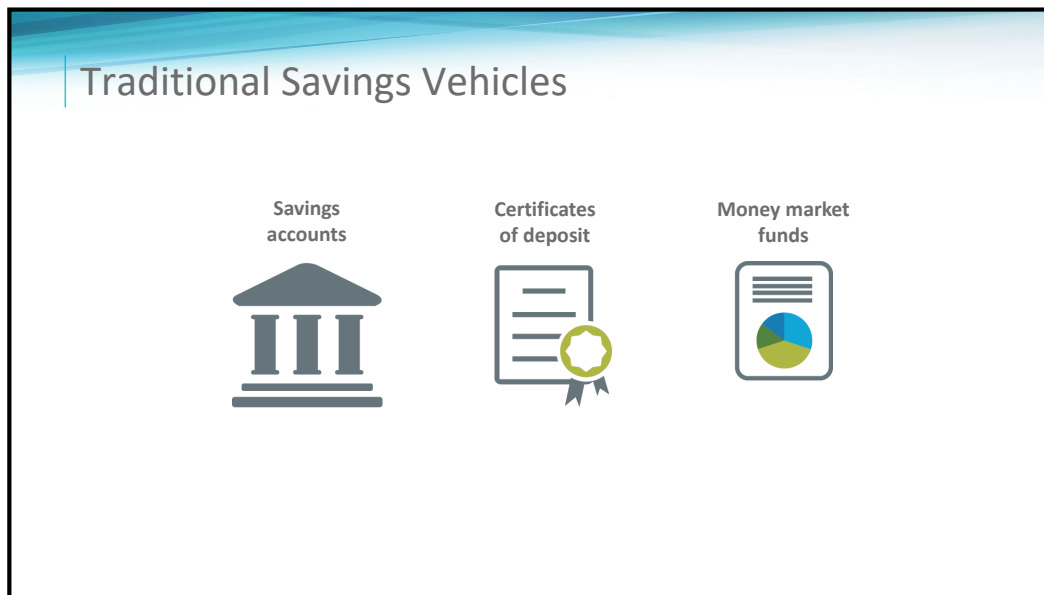 Traditional Savings Vehicles
Savings
accounts
Certificates
of deposit
Money market
funds